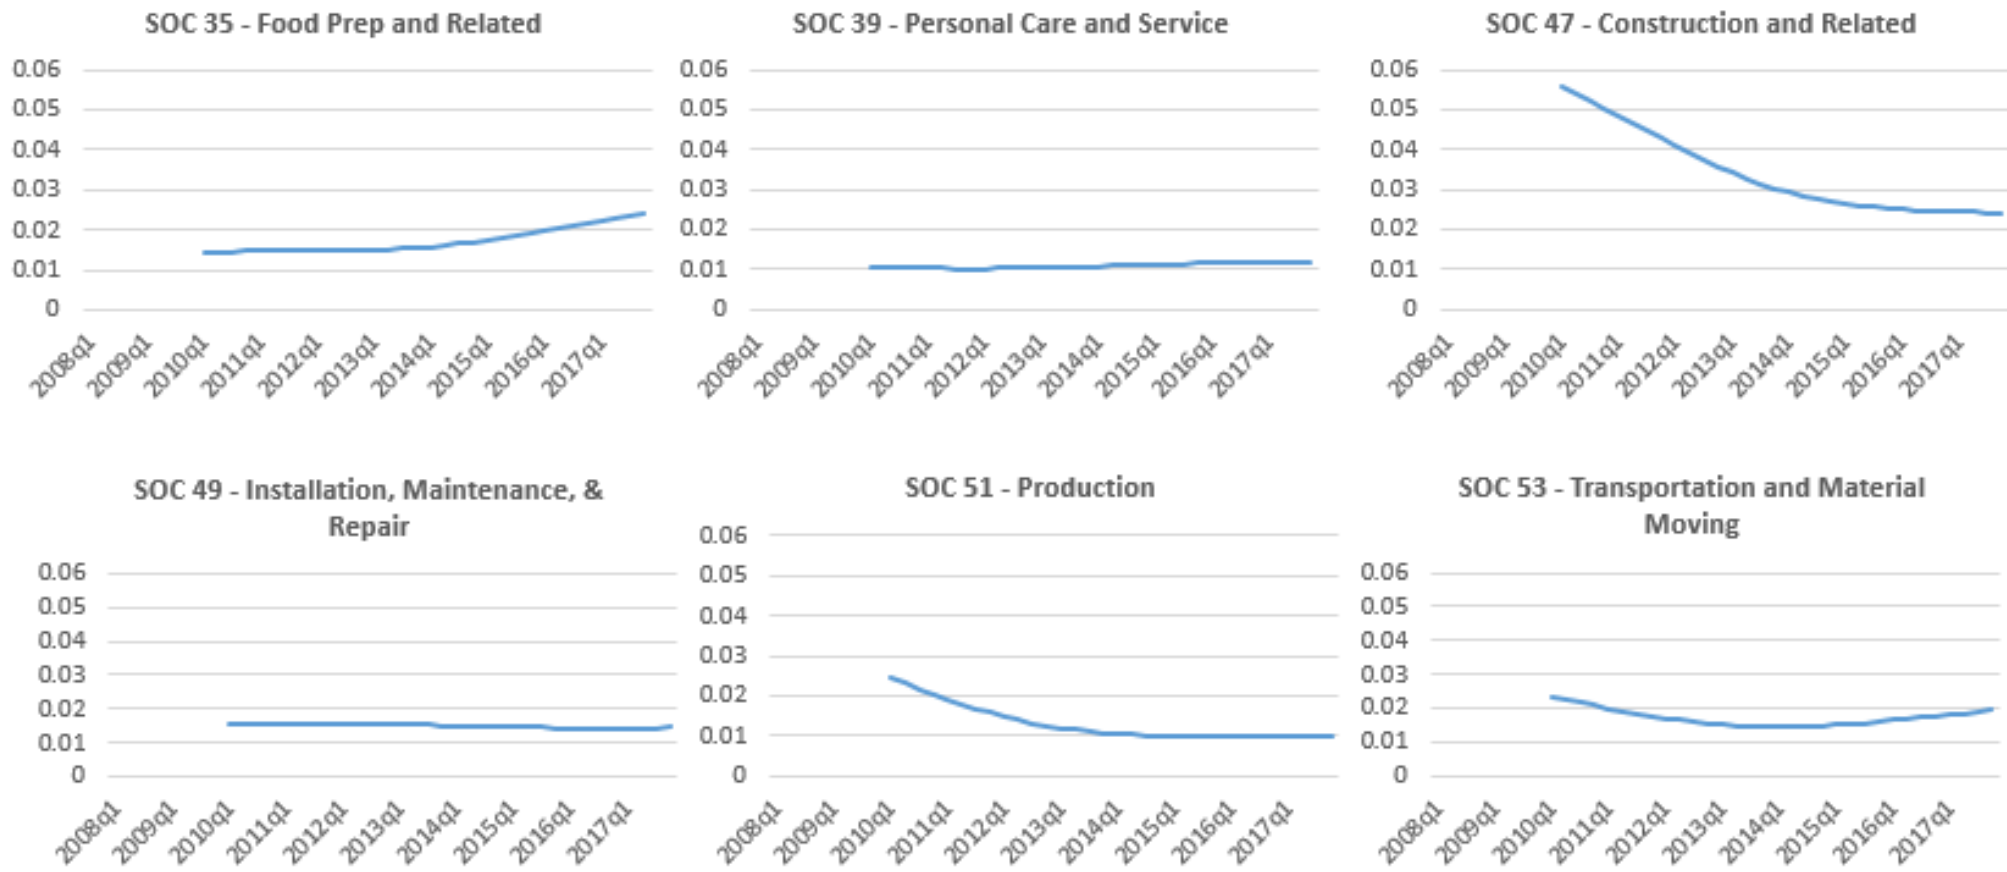 SOC 35 - Food Prep and Related
0.06
0.05
0.04
0.03
0.02
0.01
0
2008q1
2009q1
2010q1
2011q1
2012q1
2013q1
2014q1
2015q1
2016q1
2017q1
SOC 39 - Personal Care and Service
0.06
0.05
0.04
0.03
0.02
0.01
0
2008q1
2009q1
2010q1
2011q1
2012q1
2013q1
2014q1
2015q1
2016q1
2017q1
SOC 47 - Construction and Related
0.06
0.05
0.04
0.03
0.02
0.01
0
2008q1
2009q1
2010q1
2011q1
2012q1
2013q1
2014q1
2015q1
2016q1
2017q1
SOC 49 - Installation, Maintenance, &
Repair
0.06
0.05
0.04
0.03
0.02
0.01
0
2008q1
2009q1
2010q1
2011q1
2012q1
2013q1
2014q1
2015q1
2016q1
2017q1
SOC 51 - Production
0.06
0.05
0.04
0.03
0.02
0.01
0
2008q1
2009q1
2010q1
2011q1
2012q1
2013q1
2014q1
2015q1
2016q1
2017q1
SOC 53 - Transportation and Material
Moving
0.06
0.05
0.04
0.03
0.02
0.01
0
2008q1
2009q1
2010q1
2011q1
2012q1
2013q1
2014q1
2015q1
2016q1
2017q1